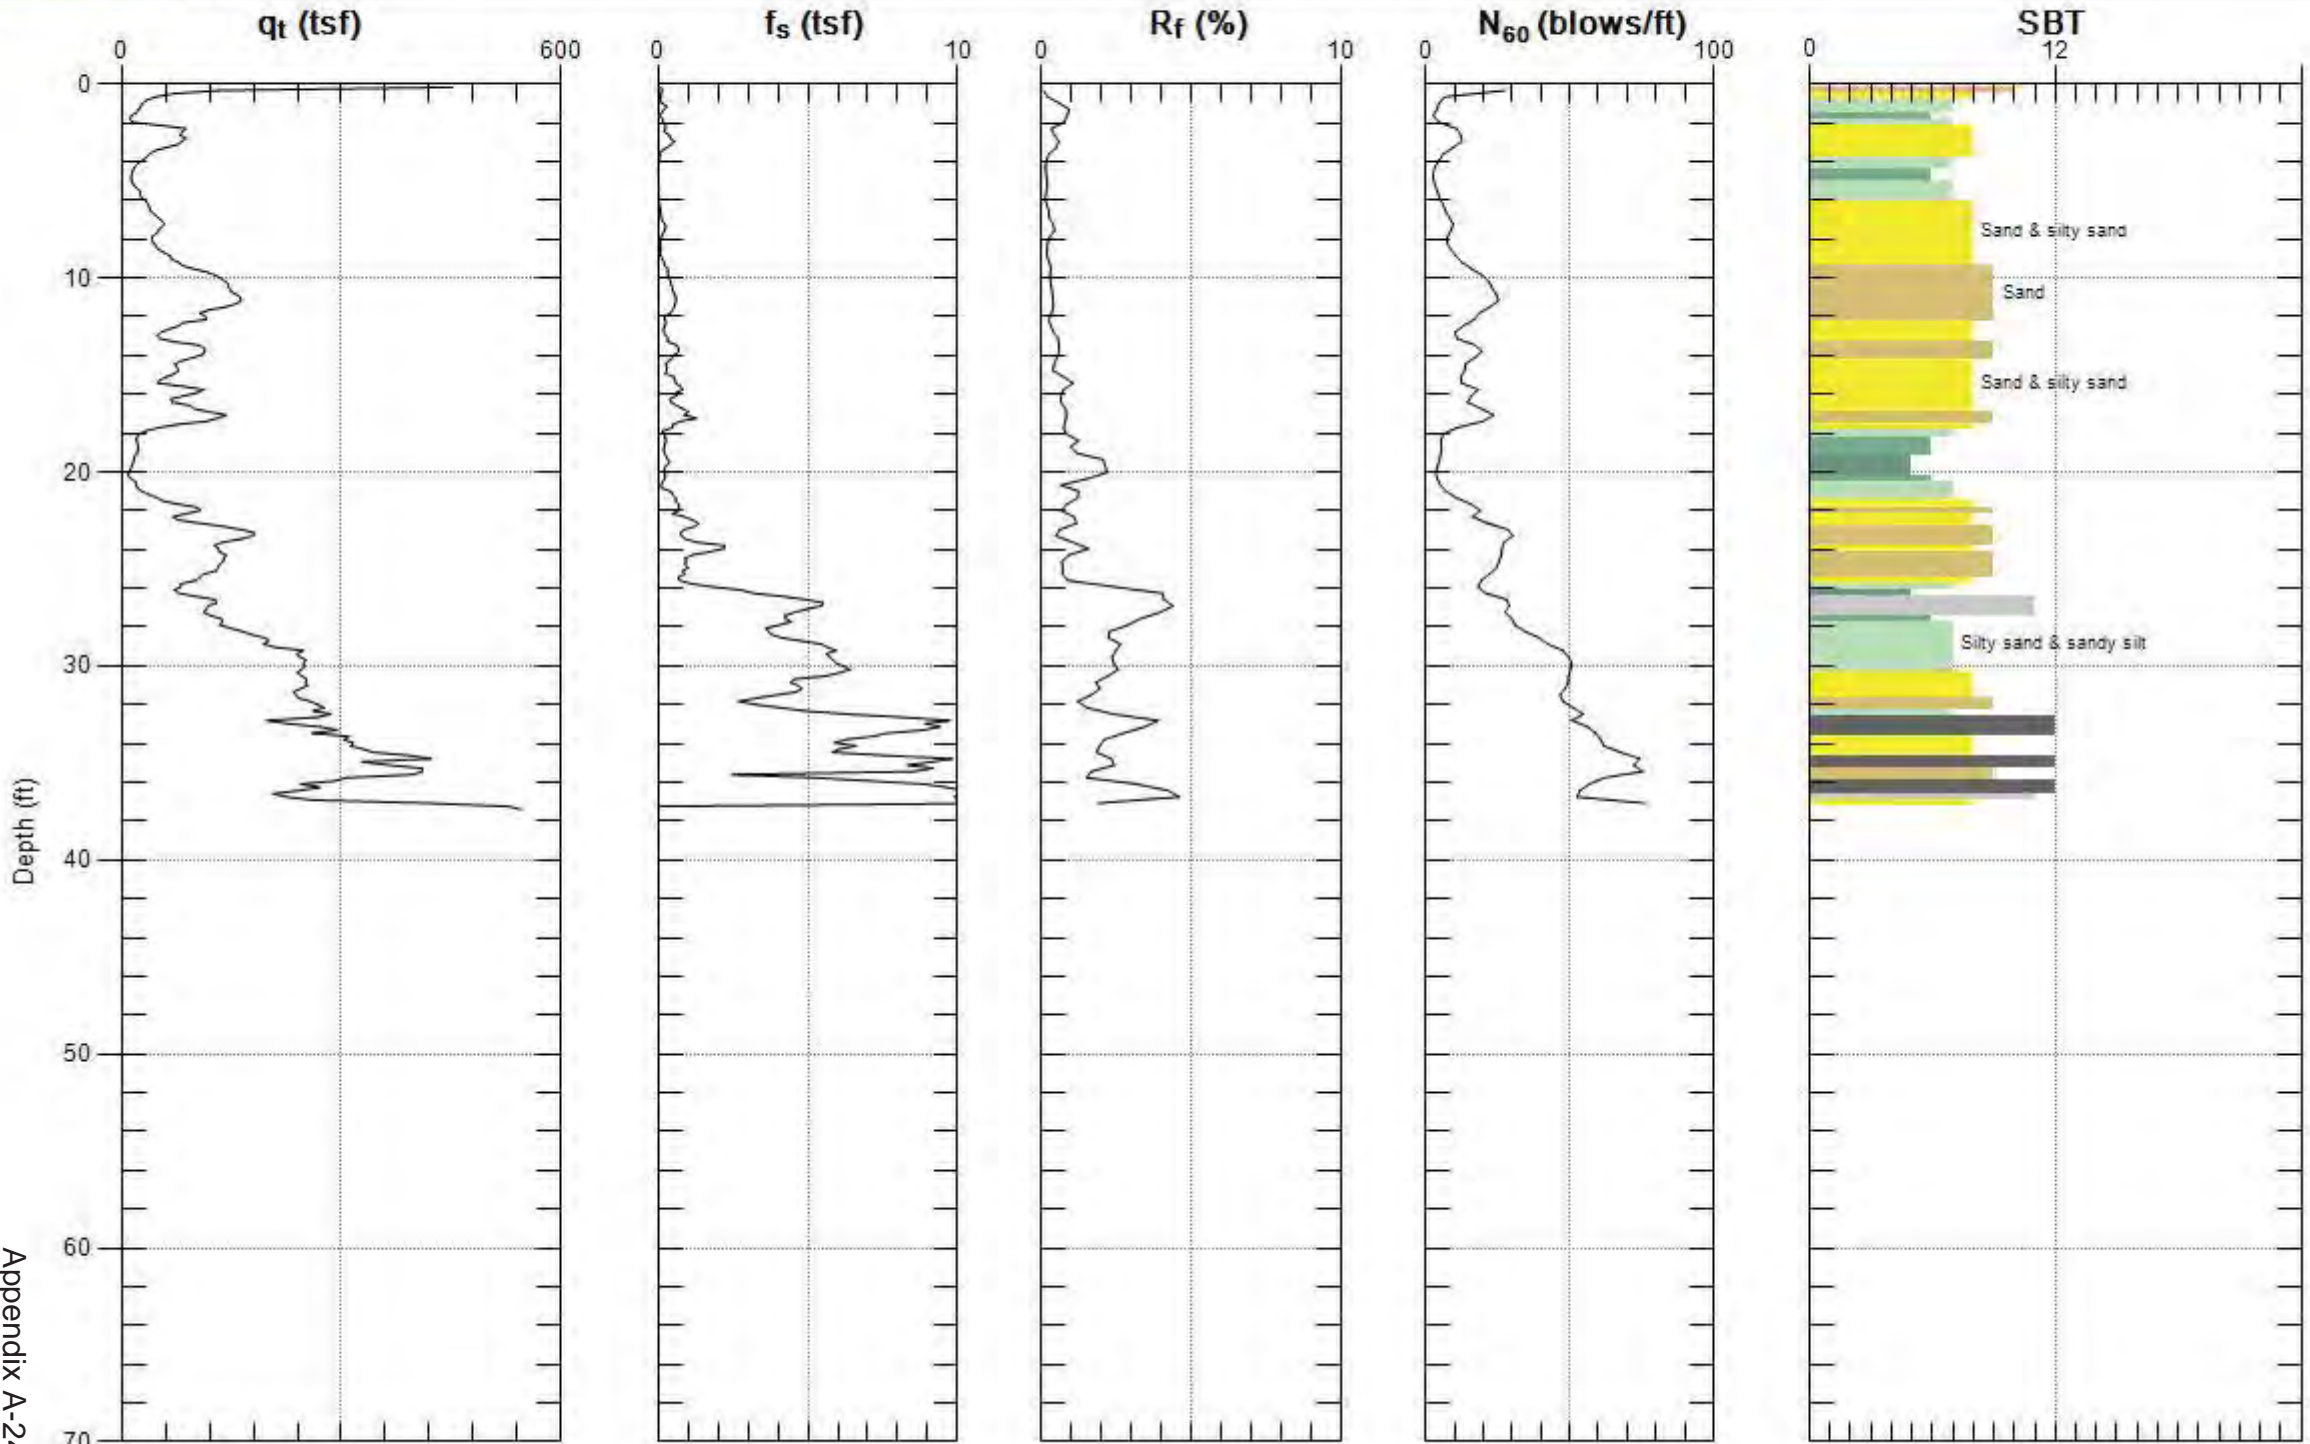 qt (tsf)
fs (tsf)
Rf (%)
N60 (blows/ft)
SBT
0 600
0 10
0 10
0 100
0 12
0
10
20
30
40
50
60
70
Depth (ft)
Sand & silty sand
Sand
Sand & silty sand
Silty sand & sandy silt
Appendix A-24